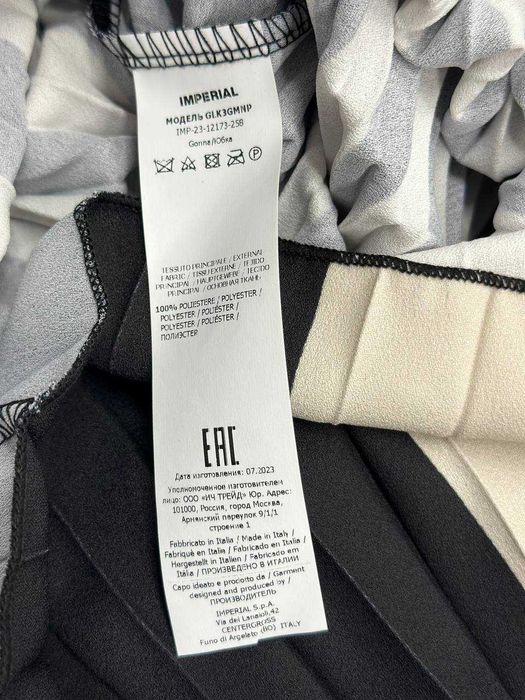 IMPERIAL
МОДЕЛЬ GLK3GMNP
IMP-23-12173-258
Gonna/Юбка
P
TESSUTO PRINCIPALE / EXTERNAL
FABRIC / TISSU EXTERNE / TEJIDO
PRINCIPAL / HAUPTGEWEBE / TECIDO
PRINCIPAL / ОСНОВНАЯ ТКАНЬ
100% POLIESTERE / POLYESTER /
POLYESTER / POLIÉSTER /
POLYESTER / POLIÉSTER /
ПОЛИЭСТЕР
EAC
Дата изготовления: 07.2023
Уполномоченное изготовителем
лицо: ООО «ИЧ ТРЕЙД» Юр. Адрес:
101000, Россия, город Москва,
Армянский переулок 9/1/1
строение 1
Fabbricato in Italia / Made in Italy /
Fabriqué en Italie / Fabricado en Italia /
Hergestellt in Italien / Fabricado em
Itália / ПРОИЗВЕДЕНО В ИТАЛИИ
Capo ideato e prodotto da / Garment
designed and produced by /
ПРОИЗВОДИТЕЛЬ
IMPERIAL S.P.A.
Via dei Lanaioli,42
CENTERGROSS
Funo di Argelato (BO) ITALY